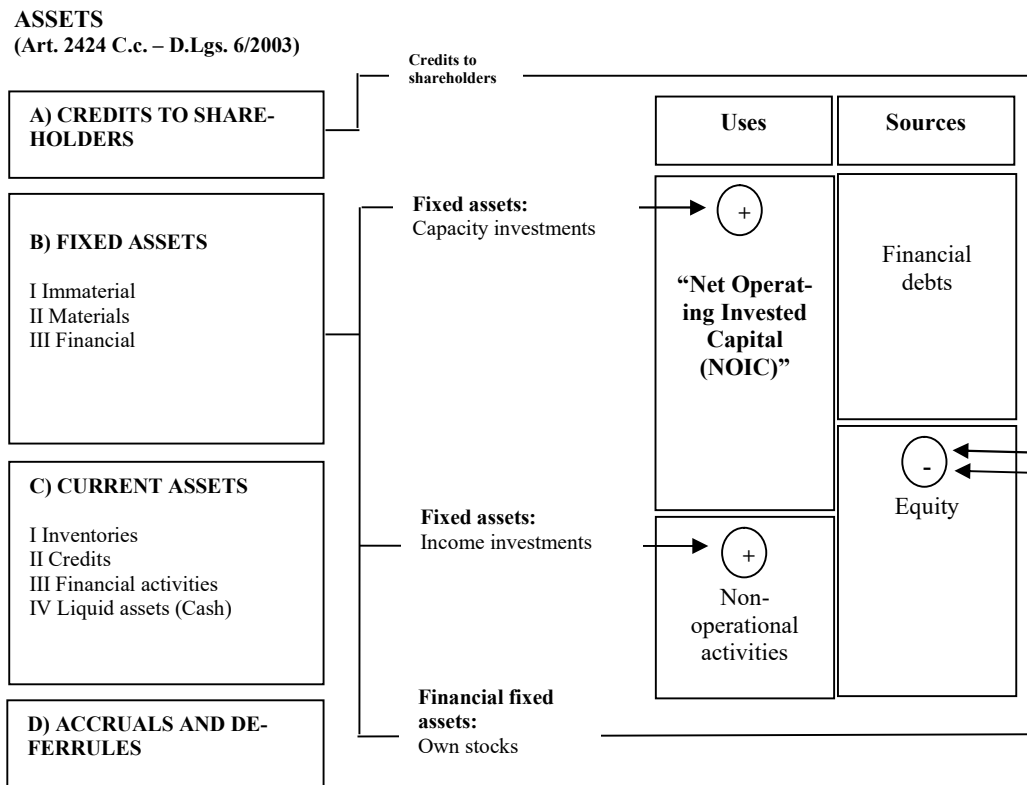 ASSETS
(Art. 2424 C.c. – D.Lgs. 6/2003)
Credits to
shareholders
A) CREDITS TO SHARE-
HOLDERS
Uses
Sources
B) FIXED ASSETS
I Immaterial
II Materials
III Financial
Fixed assets:
Capacity investments
+
“Net Operat-
ing Invested
Capital
(NOIC)”
Financial
debts
C) CURRENT ASSETS
I Inventories
II Credits
III Financial activities
IV Liquid assets (Cash)
Fixed assets:
Income investments
+
Non-
operational
activities
-
Equity
D) ACCRUALS AND DE-
FERRULES
Financial fixed
assets:
Own stocks